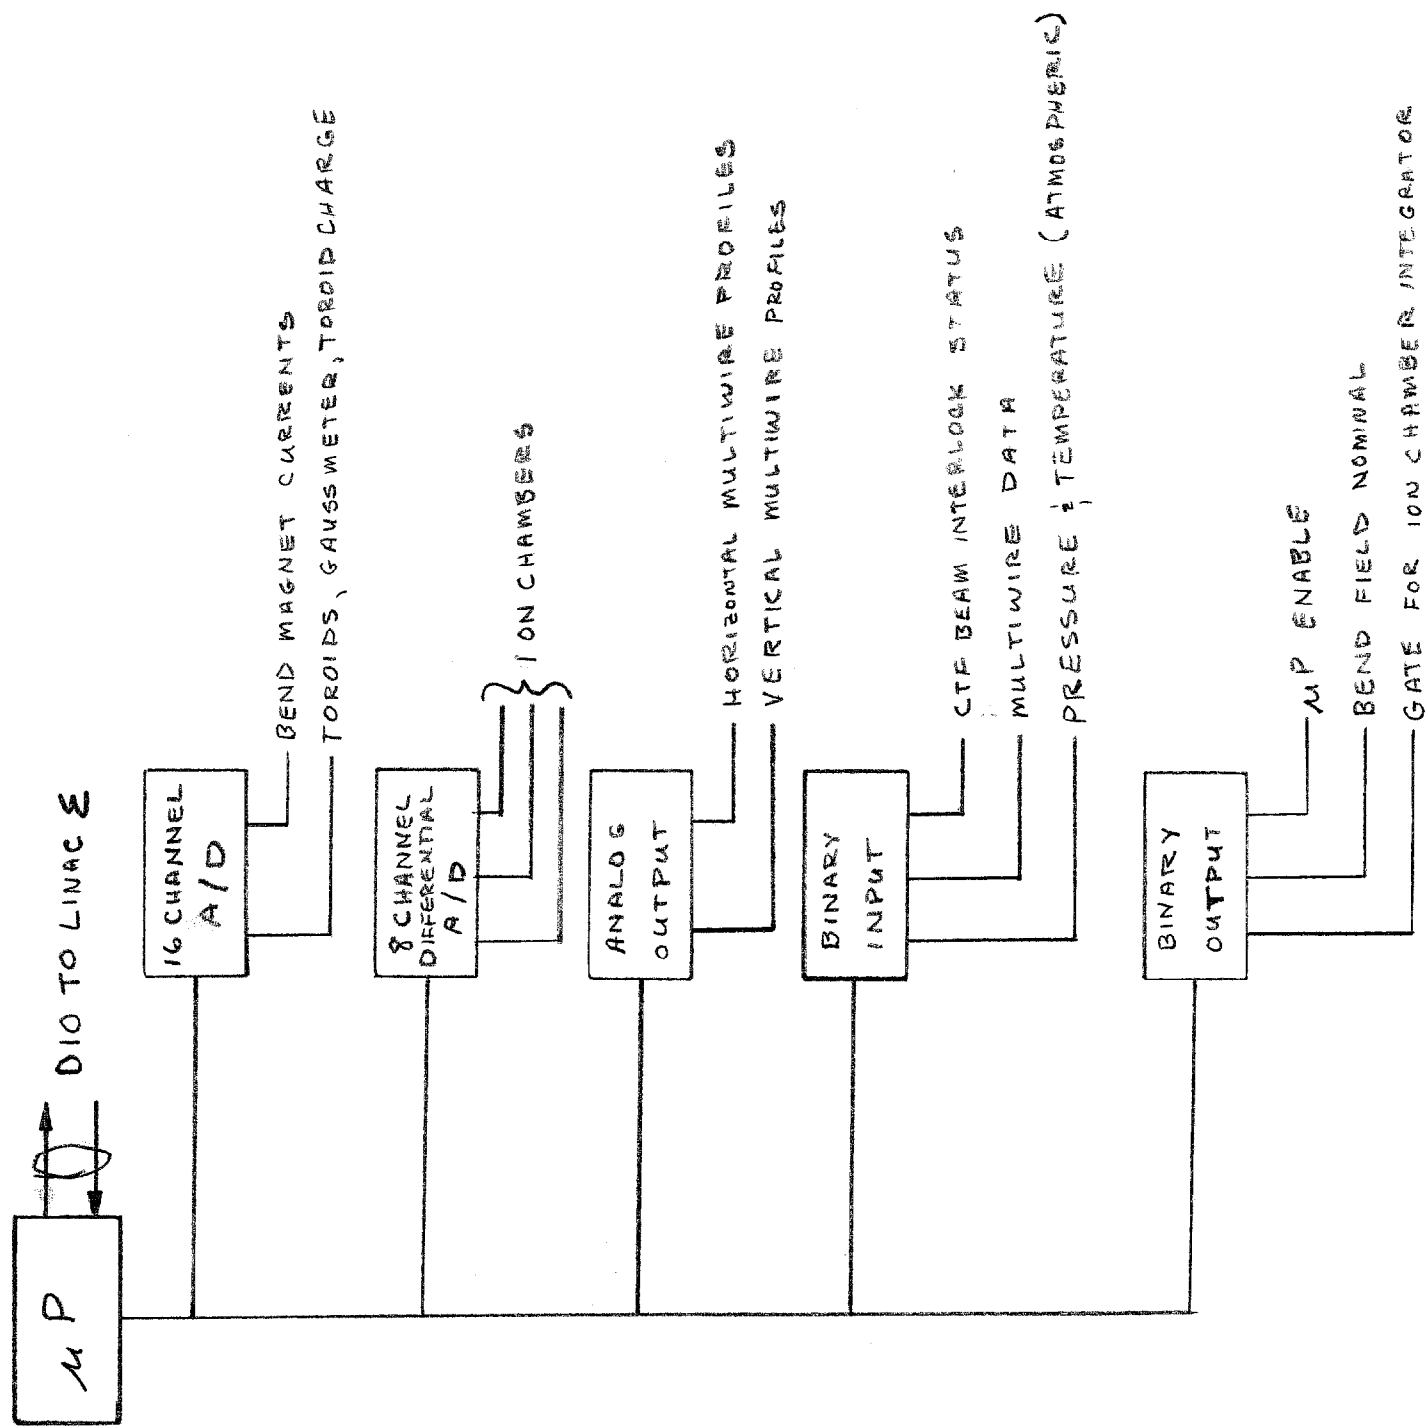 μP
DIO TO LINAC Σ
16 CHANNEL
A/D
BEND MAGNET CURRENTS
TOROIDS, GAUSSMETER, TOROID CHARGE
8 CHANNEL
DIFFERENTIAL
A/D
ION CHAMBERS
ANALOG
OUTPUT
HORIZONTAL MULTIWIRE PROFILES
VERTICAL MULTIWIRE PROFILES
BINARY
INPUT
CTF BEAM INTERLOCK STATUS
MULTIWIRE DATA
PRESSURE & TEMPERATURE (ATMOSPHERIC)
BINARY
OUTPUT
μP ENABLE
BEND FIELD NOMINAL
GATE FOR ION CHAMBER INTEGRATOR